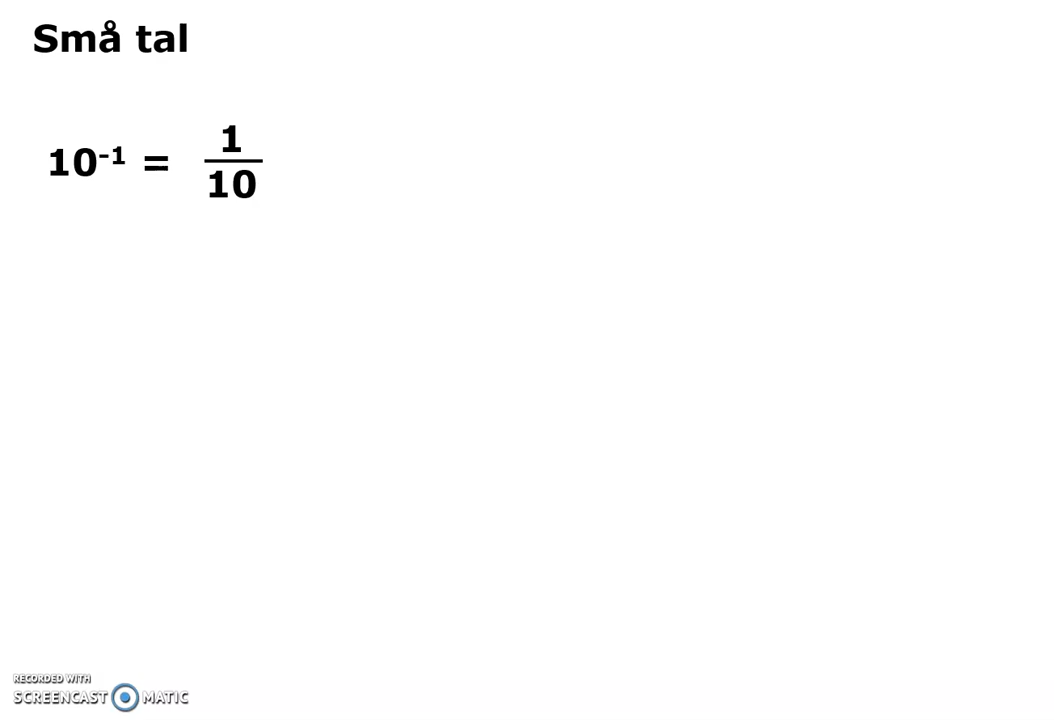 Små tal
10⁻¹ = 1/10
RECORDED WITH
SCREENCAST MATIC